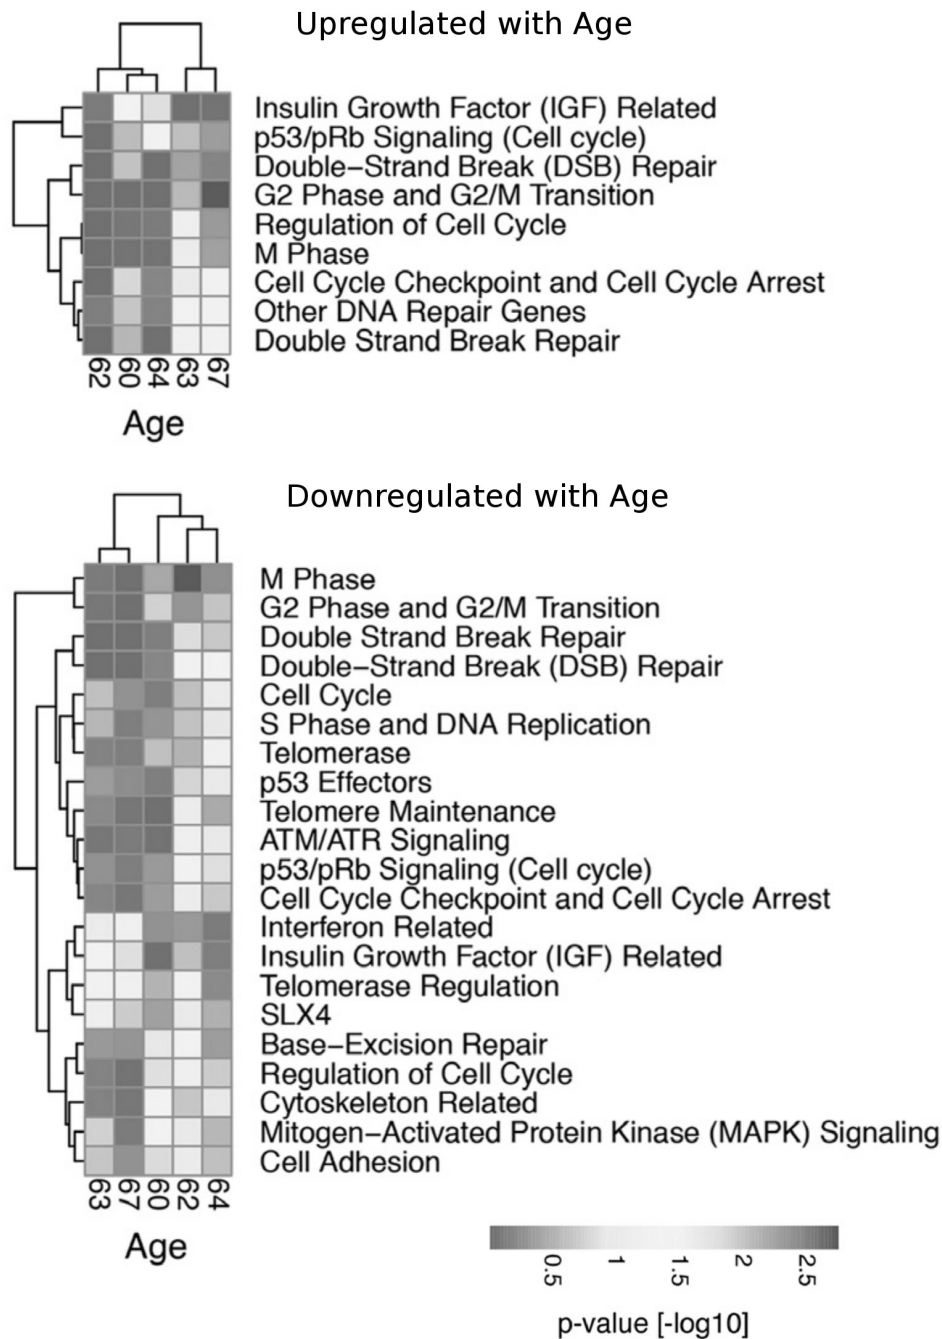 Upregulated with Age
Insulin Growth Factor (IGF) Related
p53/pRb Signaling (Cell cycle)
Double−Strand Break (DSB) Repair
G2 Phase and G2/M Transition
Regulation of Cell Cycle
M Phase
Cell Cycle Checkpoint and Cell Cycle Arrest
Other DNA Repair Genes
Double Strand Break Repair
62 60 64 63 67
Age
Downregulated with Age
M Phase
G2 Phase and G2/M Transition
Double Strand Break Repair
Double−Strand Break (DSB) Repair
Cell Cycle
S Phase and DNA Replication
Telomerase
p53 Effectors
Telomere Maintenance
ATM/ATR Signaling
p53/pRb Signaling (Cell cycle)
Cell Cycle Checkpoint and Cell Cycle Arrest
Interferon Related
Insulin Growth Factor (IGF) Related
Telomerase Regulation
SLX4
Base−Excision Repair
Regulation of Cell Cycle
Cytoskeleton Related
Mitogen−Activated Protein Kinase (MAPK) Signaling
Cell Adhesion
63 67 60 62 64
Age
0.5 1 1.5 2 2.5
p-value [-log10]